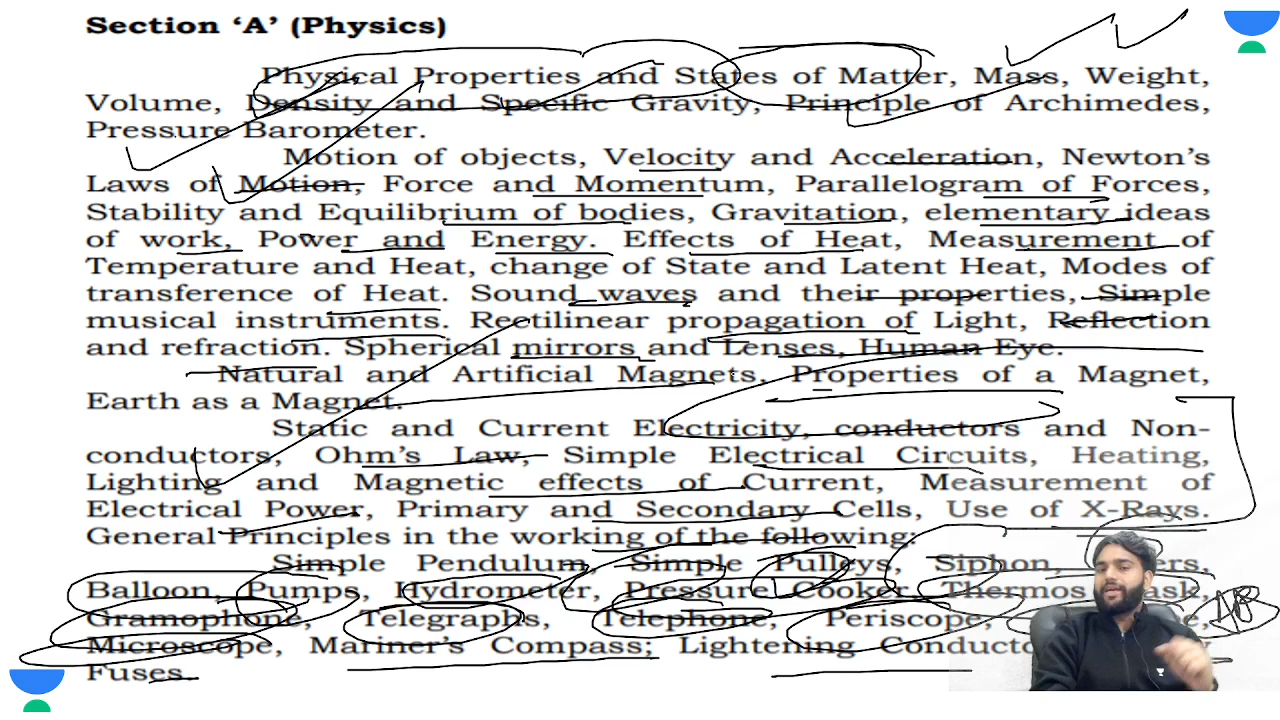 Section ‘A’ (Physics)
Physical Properties and States of Matter, Mass, Weight,
Volume, Density and Specific Gravity, Principle of Archimedes,
Pressure Barometer.
Motion of objects, Velocity and Acceleration, Newton’s
Laws of Motion, Force and Momentum, Parallelogram of Forces,
Stability and Equilibrium of bodies, Gravitation, elementary ideas
of work, Power and Energy. Effects of Heat, Measurement of
Temperature and Heat, change of State and Latent Heat, Modes of
transference of Heat. Sound waves and their properties, Simple
musical instruments. Rectilinear propagation of Light, Reflection
and refraction. Spherical mirrors and Lenses, Human Eye.
Natural and Artificial Magnets, Properties of a Magnet,
Earth as a Magnet.
Static and Current Electricity, conductors and Non-
conductors, Ohm’s Law, Simple Electrical Circuits, Heating,
Lighting and Magnetic effects of Current, Measurement of
Electrical Power, Primary and Secondary Cells, Use of X-Rays.
General Principles in the working of the following:
Simple Pendulum, Simple Pulleys, Siphon,
Balloon, Pumps, Hydrometer, Pressure Cooker, Thermos
Gramophone, Telegraphs, Telephone, Periscope,
Microscope, Mariner’s Compass; Lightening
Fuses.